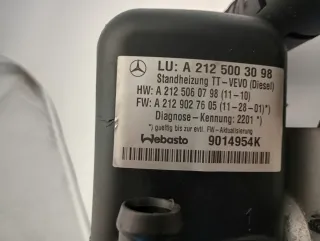 LU: A 212 500 30 98
Standheizung TT-VEVO (Diesel)
HW: A 212 506 07 98 (11-10)
FW: A 212 902 76 05 (11-28-01)*)
Diagnose-Kennung: 2201 *)
*) gueltig bis zur evtl. FW-Aktualisierung
Webasto 9014954K